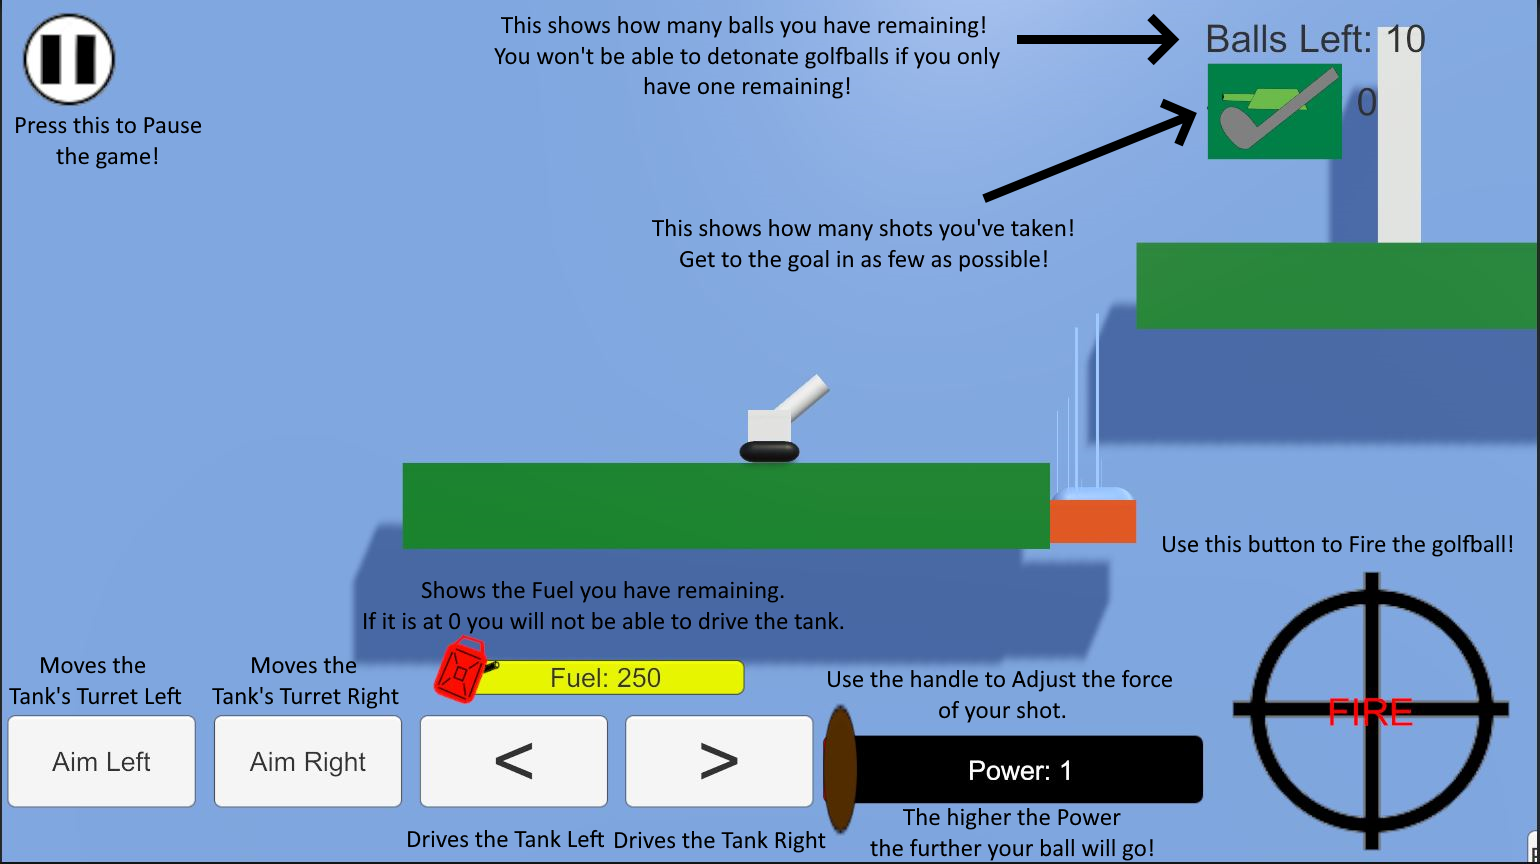 This shows how many balls you have remaining!
You won't be able to detonate golfballs if you only
have one remaining!
Balls Left: 10
0
Press this to Pause
the game!
This shows how many shots you've taken!
Get to the goal in as few as possible!
Use this button to Fire the golfball!
Shows the Fuel you have remaining.
If it is at 0 you will not be able to drive the tank.
Moves the
Tank's Turret Left
Moves the
Tank's Turret Right
Fuel: 250
Use the handle to Adjust the force
of your shot.
FIRE
Aim Left
Aim Right
<
>
Power: 1
Drives the Tank Left
Drives the Tank Right
The higher the Power
the further your ball will go!